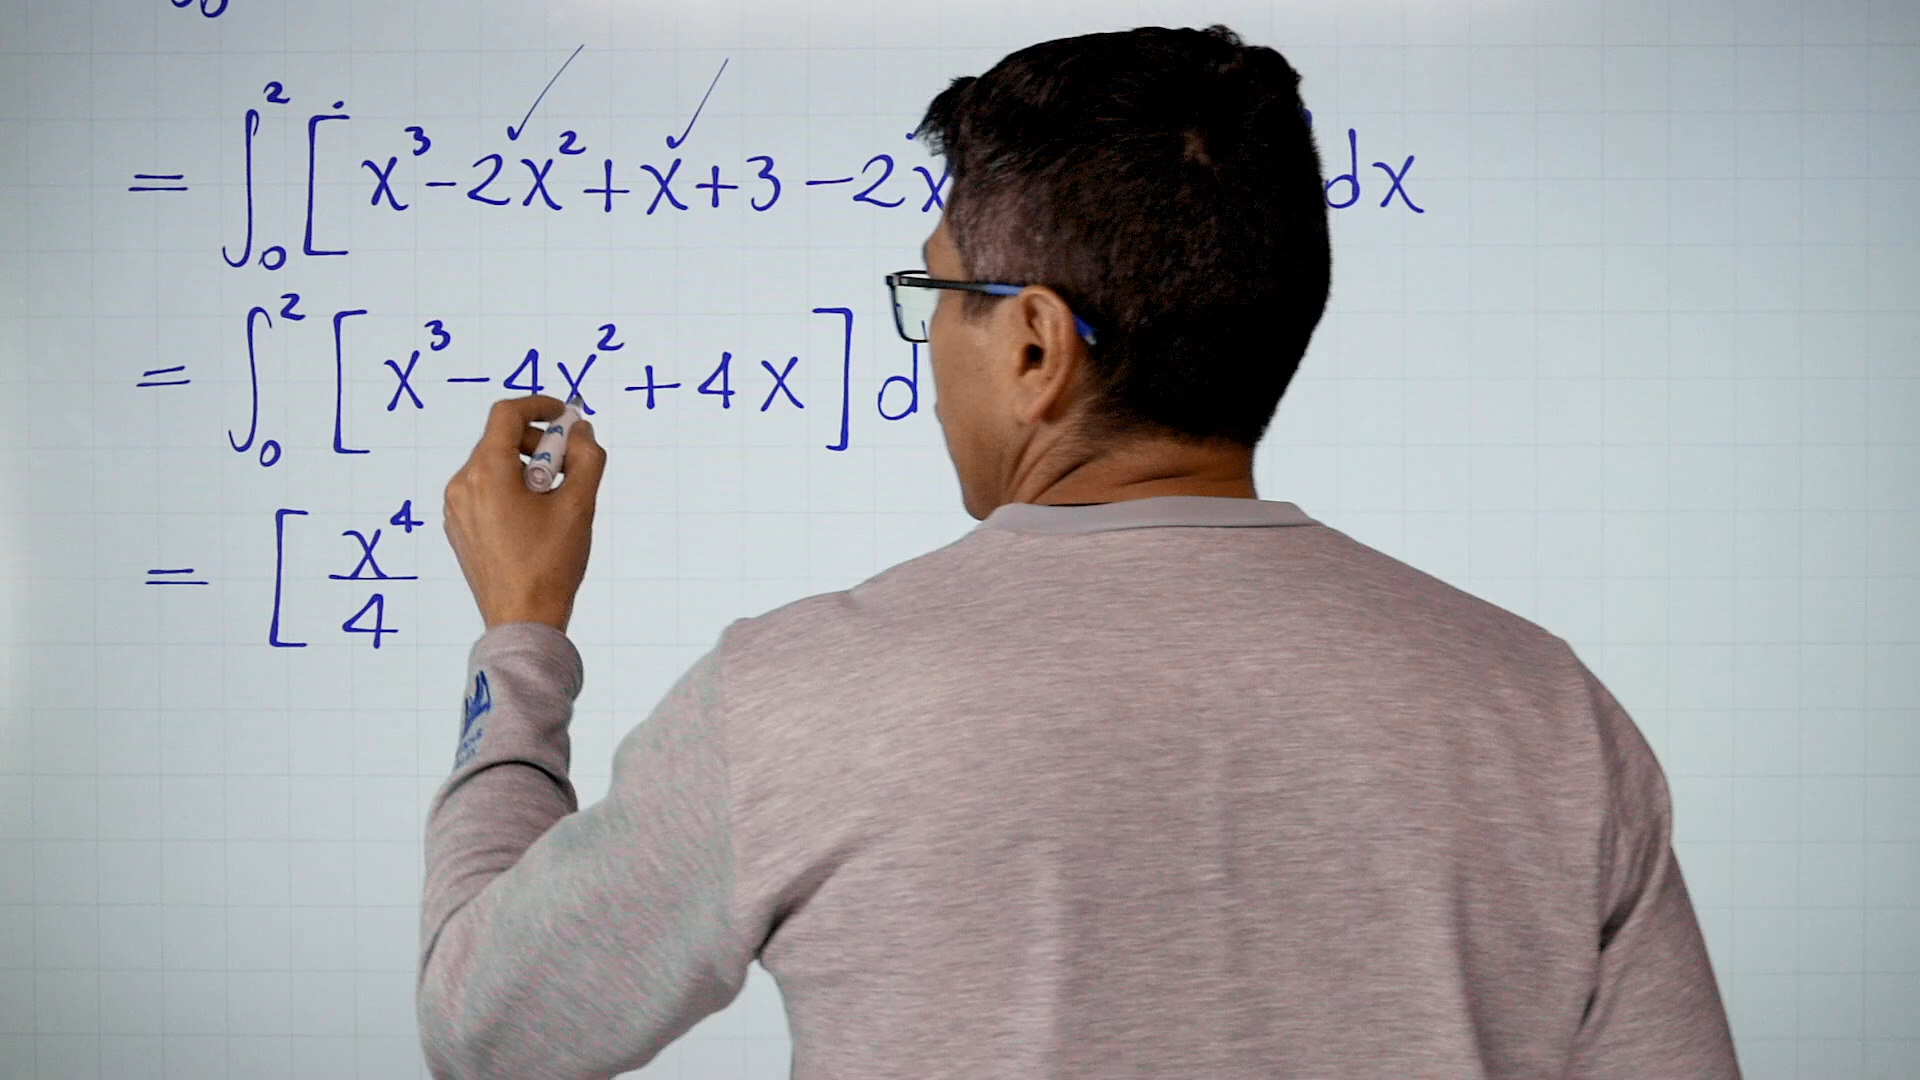 = ∫₀² [ x³ - 2x² + x + 3 - 2x dx
= ∫₀² [ x³ - 4x² + 4x ] d
= [ x⁴/4